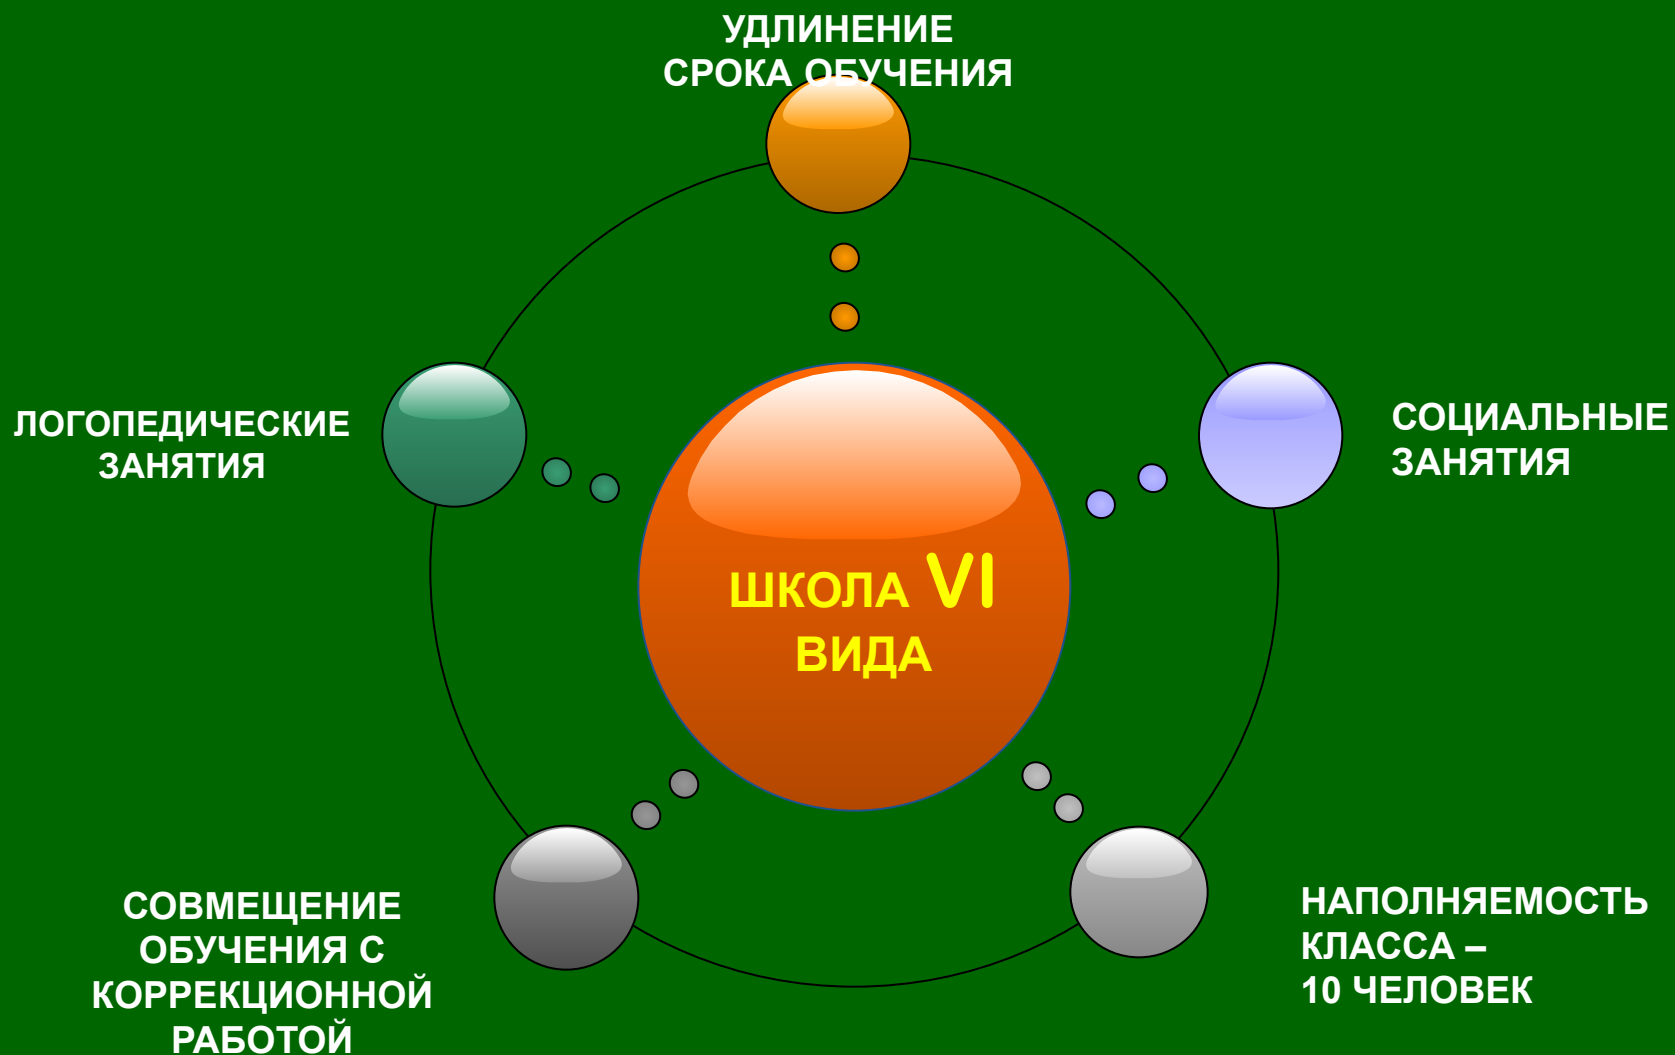 УДЛИНЕНИЕ
СРОКА ОБУЧЕНИЯ
ЛОГОПЕДИЧЕСКИЕ
ЗАНЯТИЯ
СОЦИАЛЬНЫЕ
ЗАНЯТИЯ
ШКОЛА VI
ВИДА
СОВМЕЩЕНИЕ
ОБУЧЕНИЯ С
КОРРЕКЦИОННОЙ
РАБОТОЙ
НАПОЛНЯЕМОСТЬ
КЛАССА –
10 ЧЕЛОВЕК